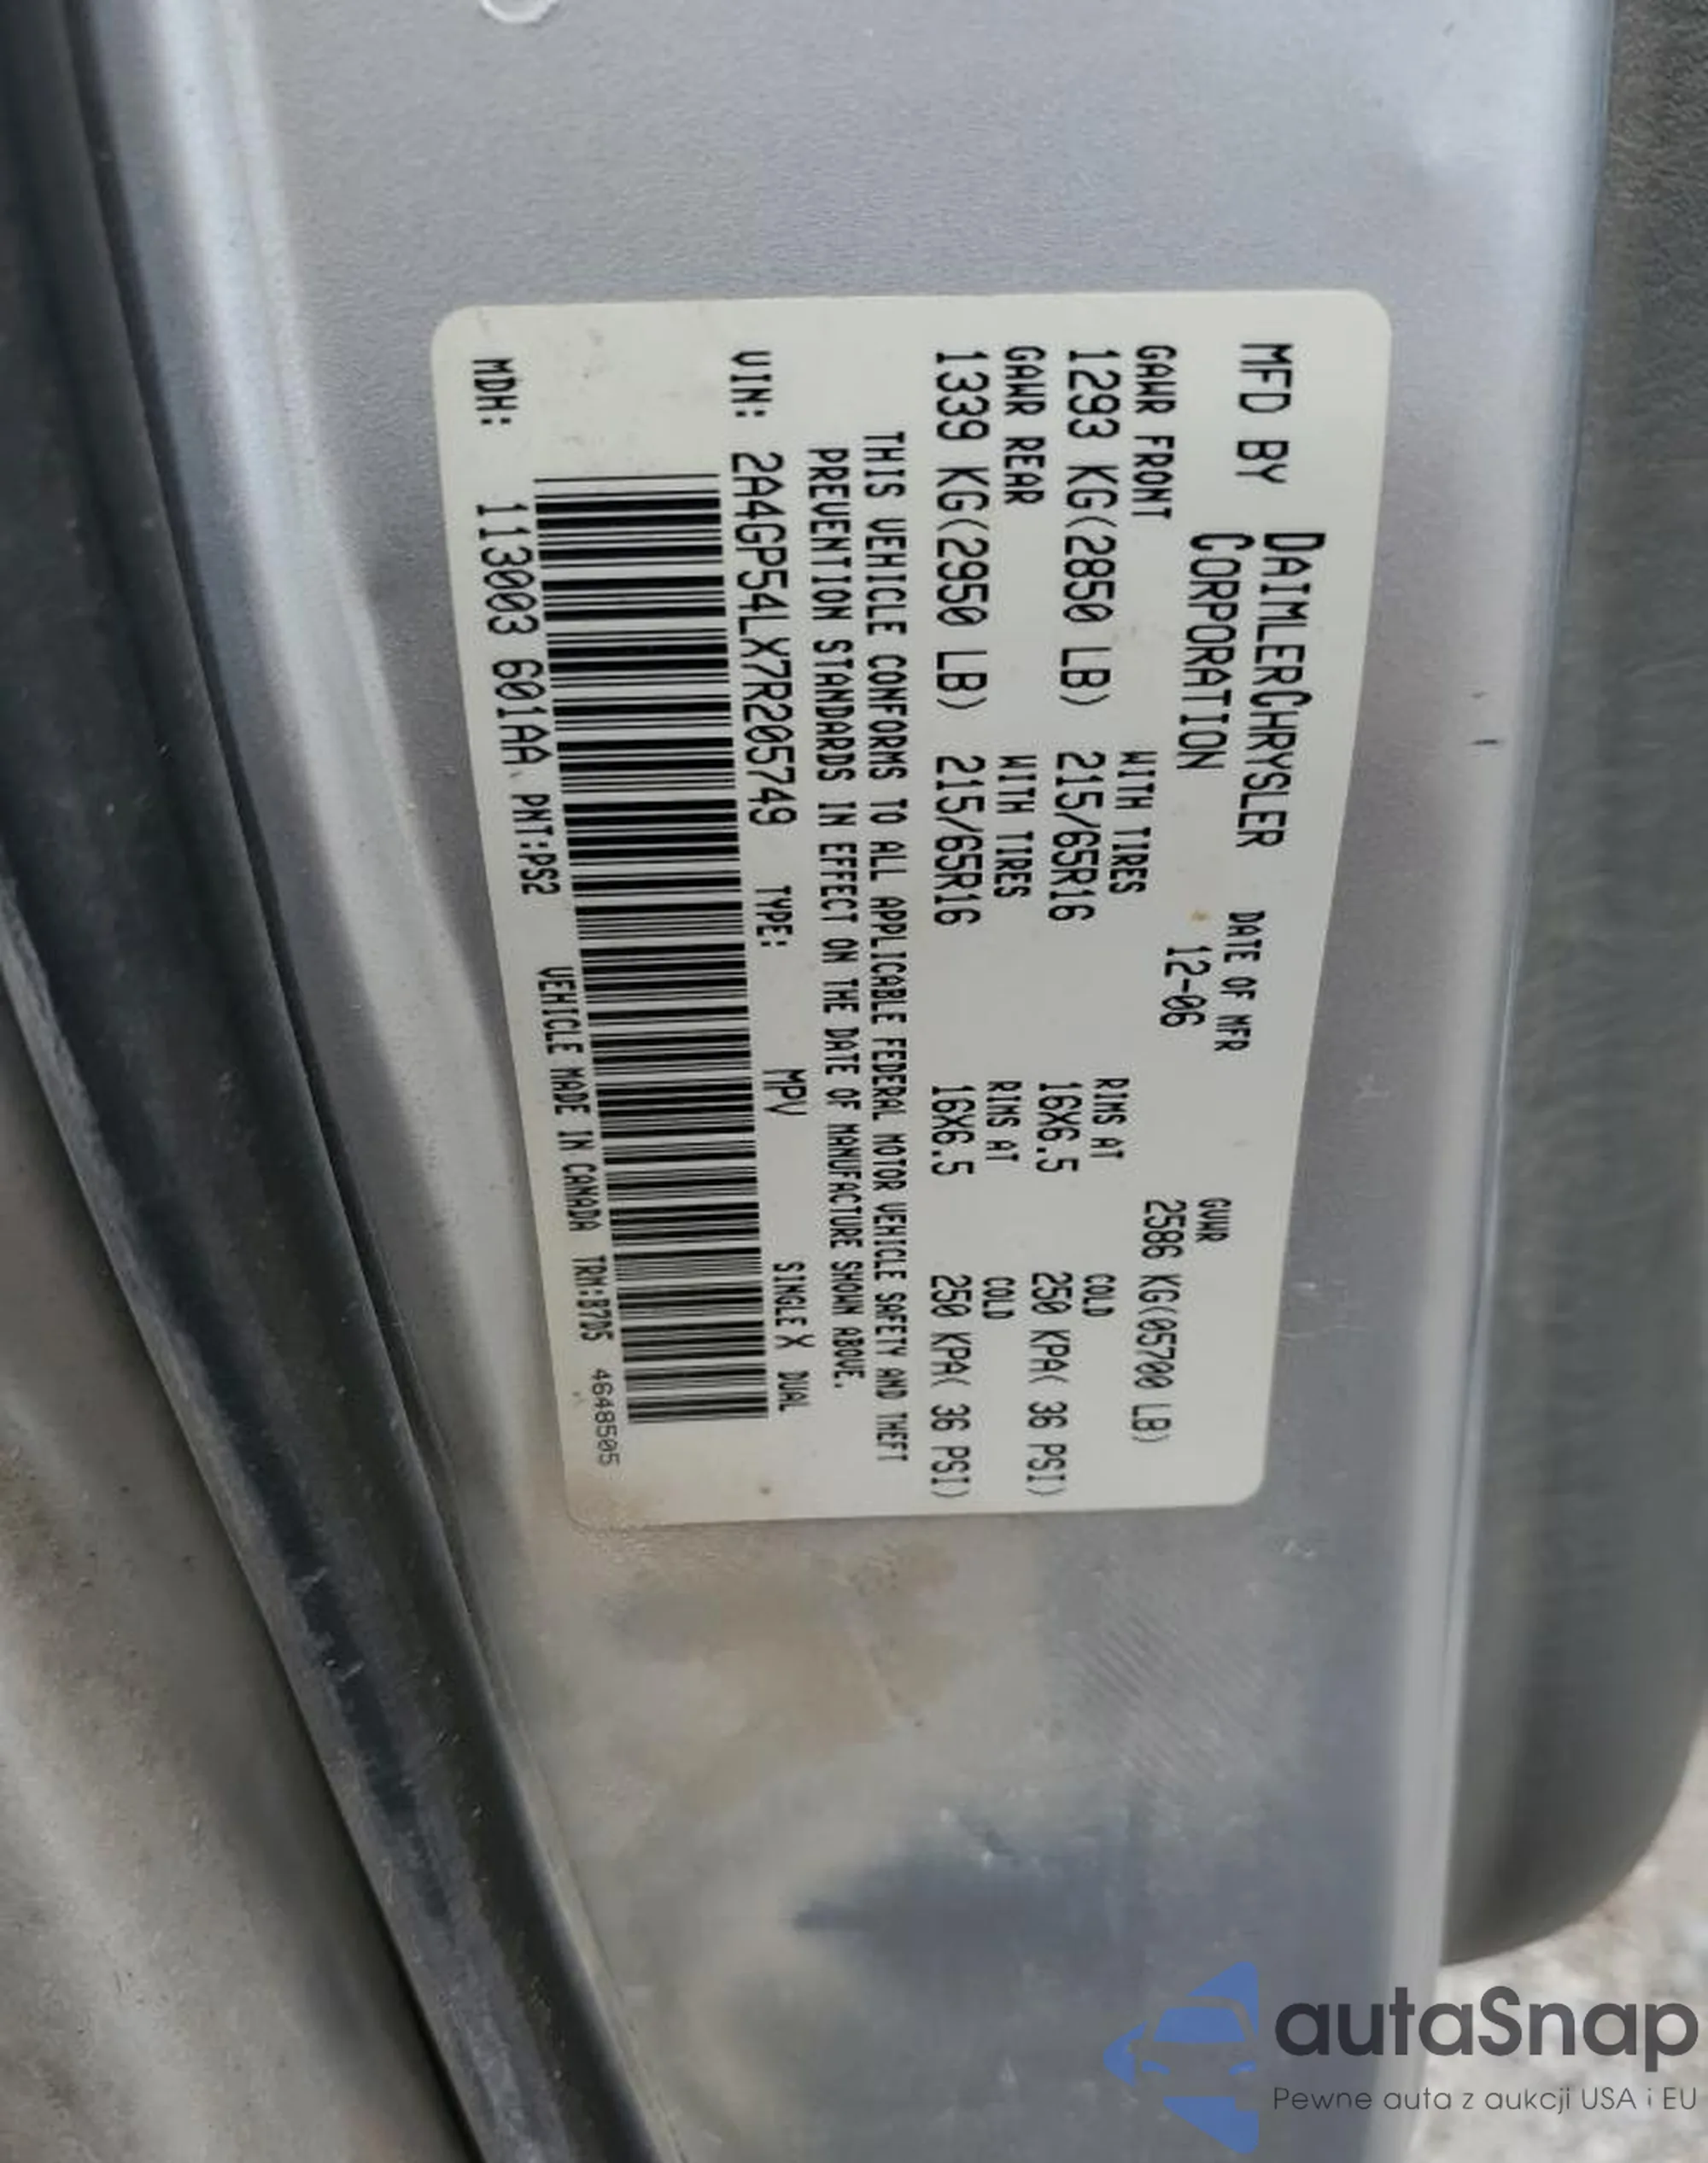 MFD BY DAIMLERCHRYSLER CORPORATION
DATE OF MFR 12-06
GVWR 2586 KG(05700 LB)
GAWR FRONT WITH TIRES RIMS AT COLD
1293 KG(2850 LB) 215/65R16 16X6.5 250 KPA( 36 PSI)
GAWR REAR WITH TIRES RIMS AT COLD
1339 KG(2950 LB) 215/65R16 16X6.5 250 KPA( 36 PSI)
THIS VEHICLE CONFORMS TO ALL APPLICABLE FEDERAL MOTOR VEHICLE SAFETY AND THEFT
PREVENTION STANDARDS IN EFFECT ON THE DATE OF MANUFACTURE SHOWN ABOVE.
VIN: 2A4GP54LX7R205749 TYPE: MPV SINGLE X DUAL
MDH: 113003 601AA PNT:PS2 VEHICLE MADE IN CANADA TRM:B7D5 4648505
autaSnap
Pewne auta z aukcji USA i EU